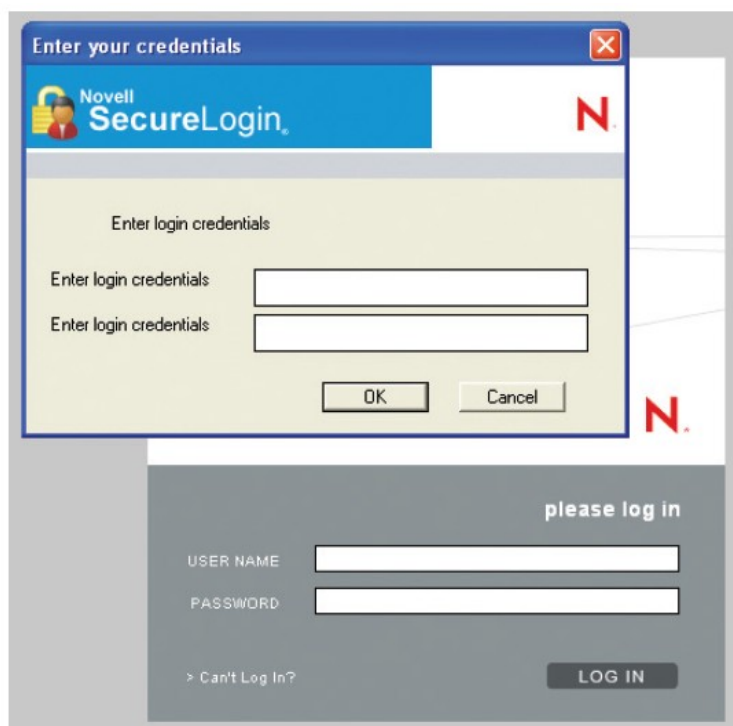 Enter your credentials
Novell
SecureLogin®
N®
Enter login credentials
Enter login credentials
Enter login credentials
OK Cancel
N®
please log in
USER NAME
PASSWORD
> Can't Log In?
LOG IN